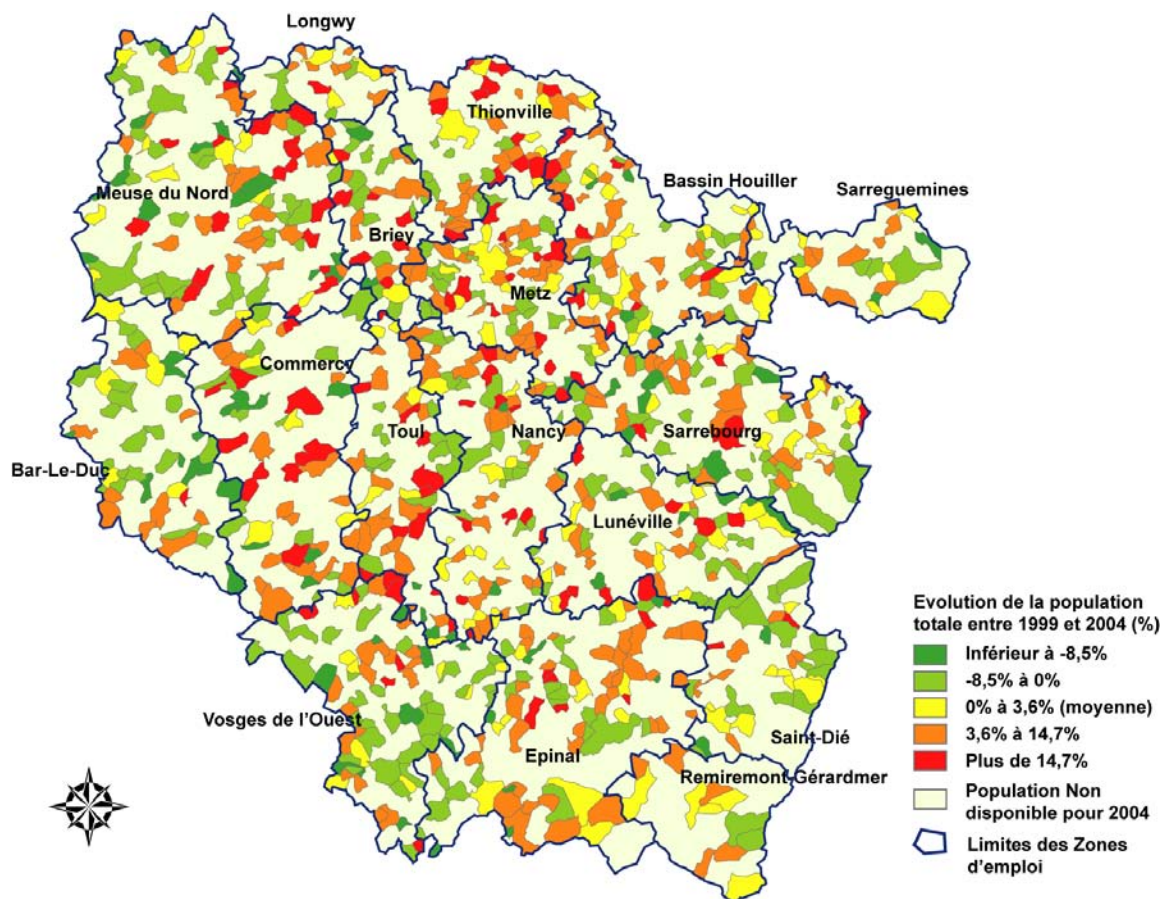 Longwy
Thionville
Bassin Houiller
Sarreguemines
Meuse du Nord
Briey
Metz
Commercy
Toul
Nancy
Sarrebourg
Bar-Le-Duc
Lunéville
Vosges de l'Ouest
Epinal
Saint-Dié
Remiremont-Gérardmer
Evolution de la population
totale entre 1999 et 2004 (%)
Inférieur à -8,5%
-8,5% à 0%
0% à 3,6% (moyenne)
3,6% à 14,7%
Plus de 14,7%
Population Non
disponible pour 2004
Limites des Zones
d'emploi